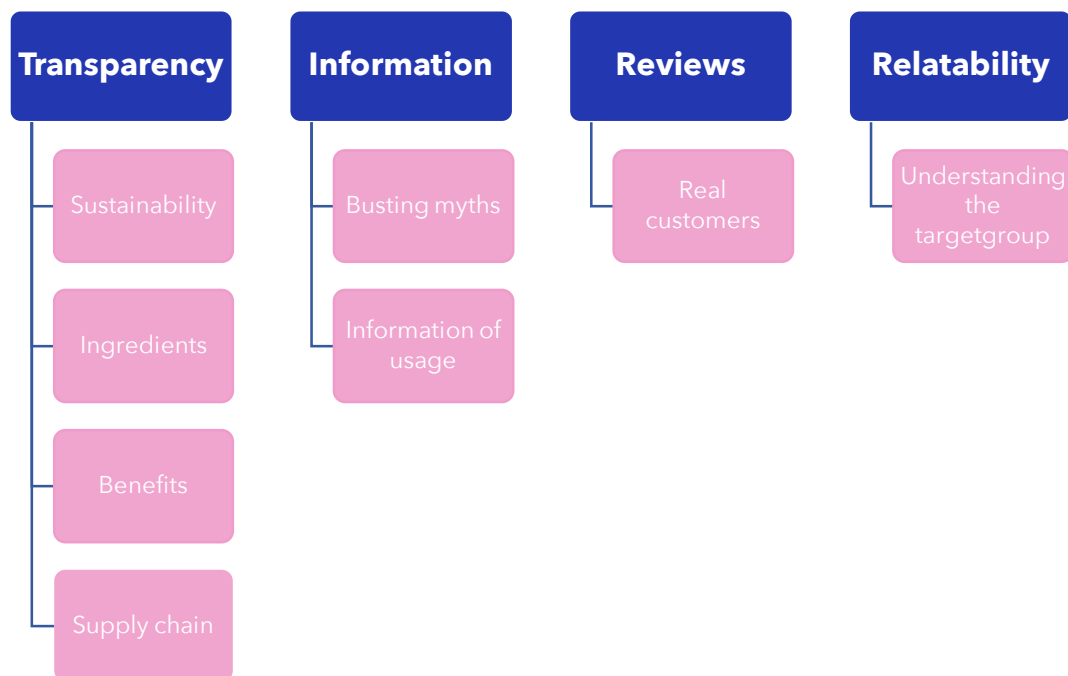 Transparency
Sustainability
Ingredients
Benefits
Supply chain
Information
Busting myths
Information of
usage
Reviews
Real
customers
Relatability
Understanding
the
targetgroup